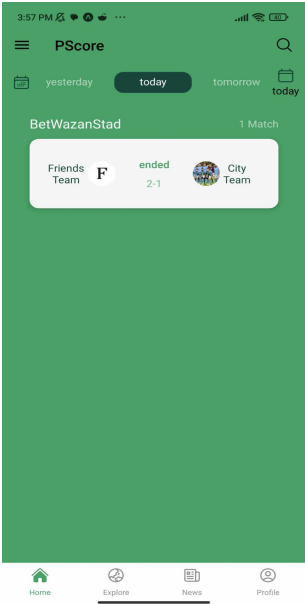 3:57 PM
40
PScore
yesterday
today
tomorrow
today
BetWazanStad
1 Match
Friends
Team
F
ended
2-1
City
Team
Home
Explore
News
Profile